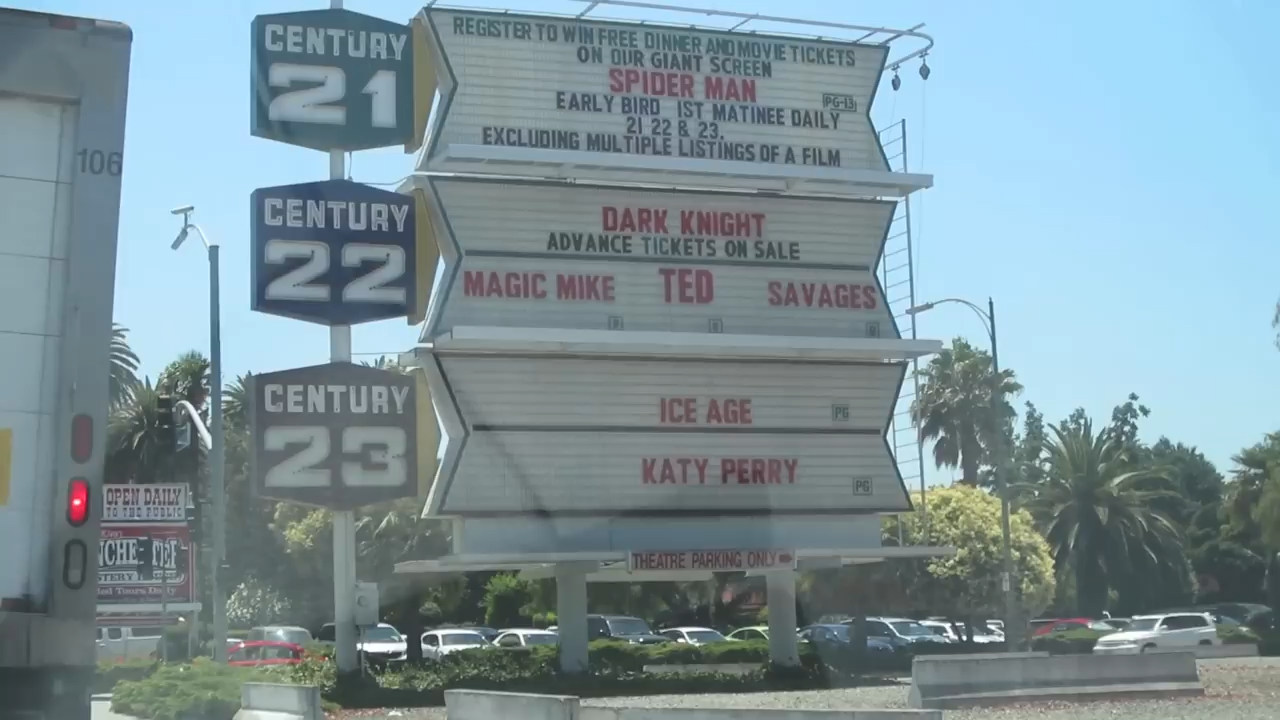 106
CENTURY
21
REGISTER TO WIN FREE DINNER AND MOVIE TICKETS
ON OUR GIANT SCREEN
SPIDER MAN
PG-13
EARLY BIRD IST MATINEE DAILY
21 22 & 23.
EXCLUDING MULTIPLE LISTINGS OF A FILM
CENTURY
22
DARK KNIGHT
ADVANCE TICKETS ON SALE
MAGIC MIKE TED SAVAGES
CENTURY
23
ICE AGE PG
KATY PERRY
PG
THEATRE PARKING ONLY
OPEN DAILY
TO THE PUBLIC
Tours Daily